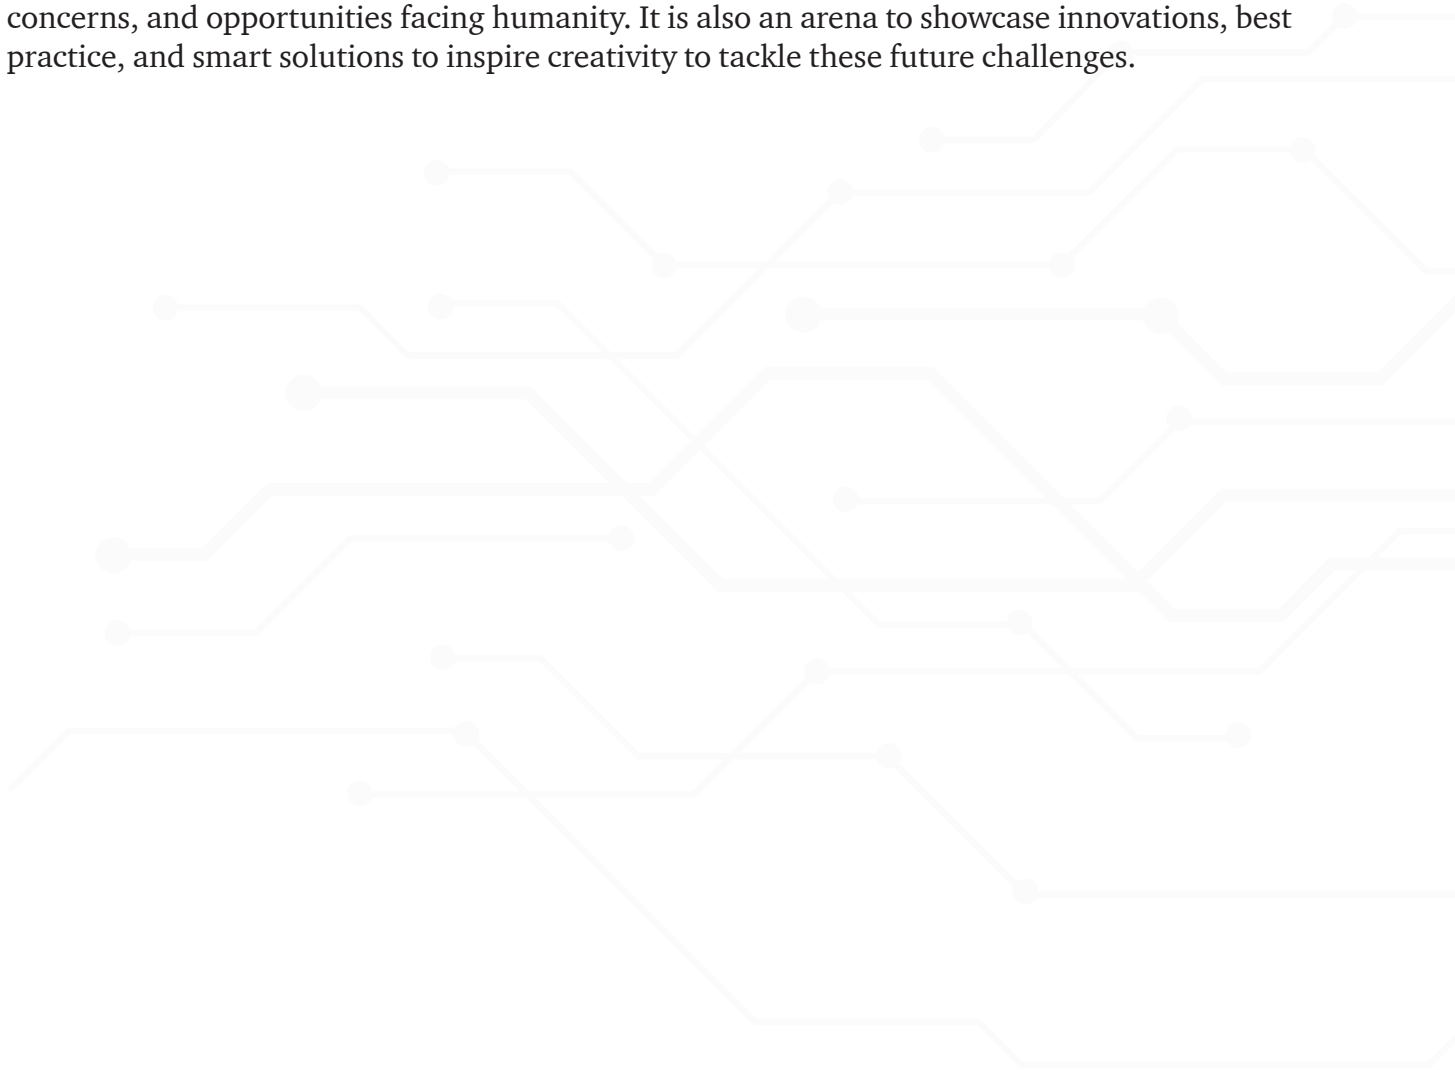 concerns, and opportunities facing humanity. It is also an arena to showcase innovations, best
practice, and smart solutions to inspire creativity to tackle these future challenges.